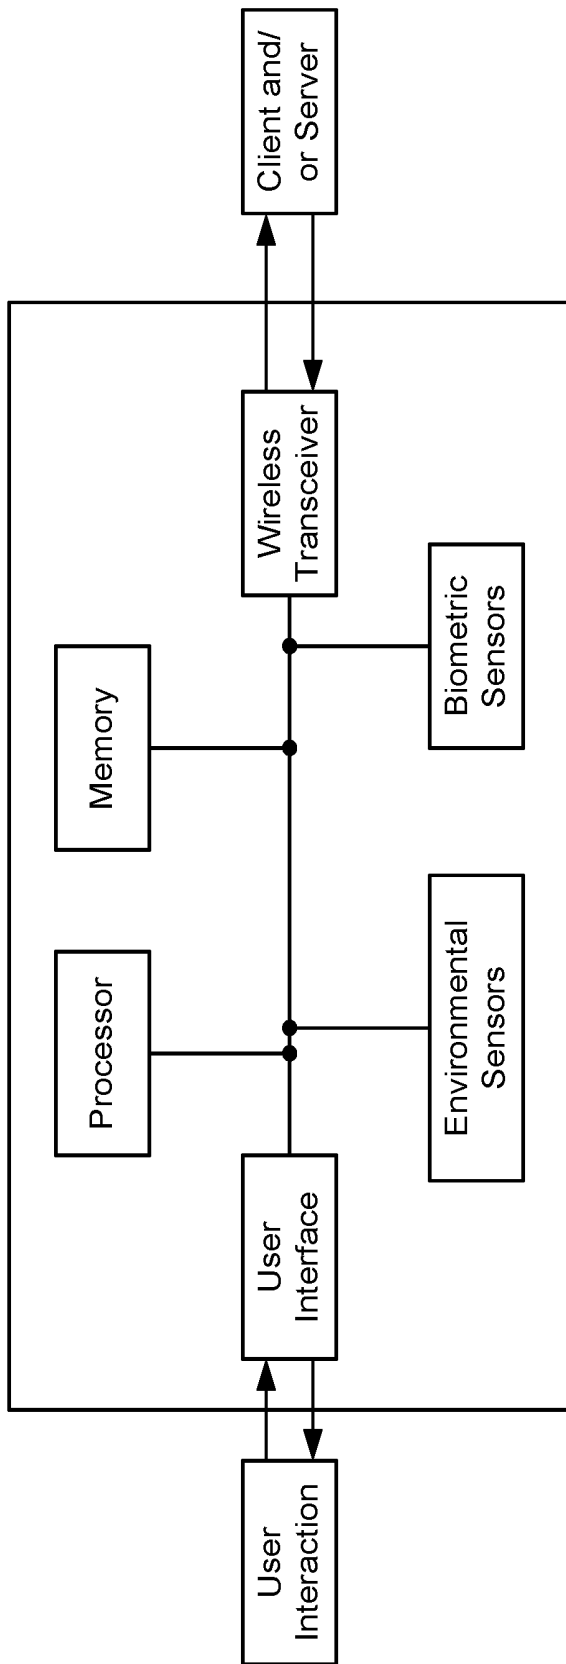 User
Interaction
User
Interface
Processor
Memory
Environmental
Sensors
Biometric
Sensors
Wireless
Transceiver
Client and/
or Server